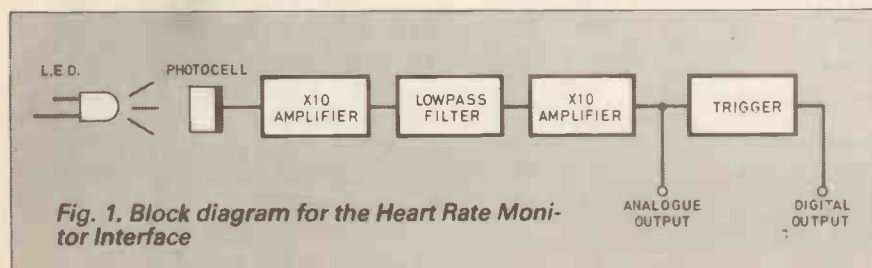 L.E.D.
PHOTOCELL
X10
AMPLIFIER
LOWPASS
FILTER
X10
AMPLIFIER
TRIGGER
ANALOGUE
OUTPUT
DIGITAL
OUTPUT
Fig. 1. Block diagram for the Heart Rate Moni-
tor Interface